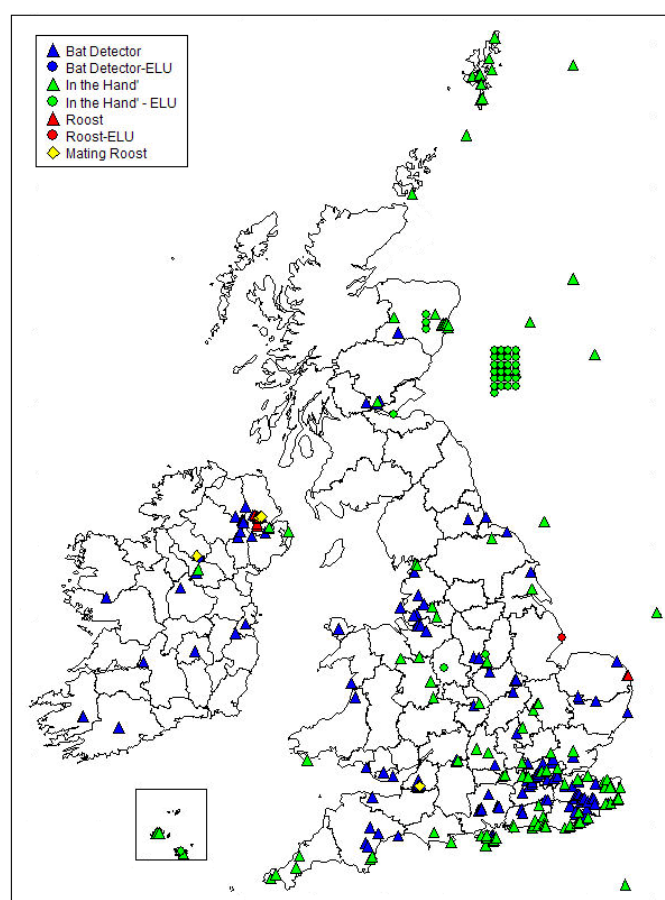 Bat Detector
Bat Detector-ELU
In the Hand'
In the Hand' - ELU
Roost
Roost-ELU
Mating Roost